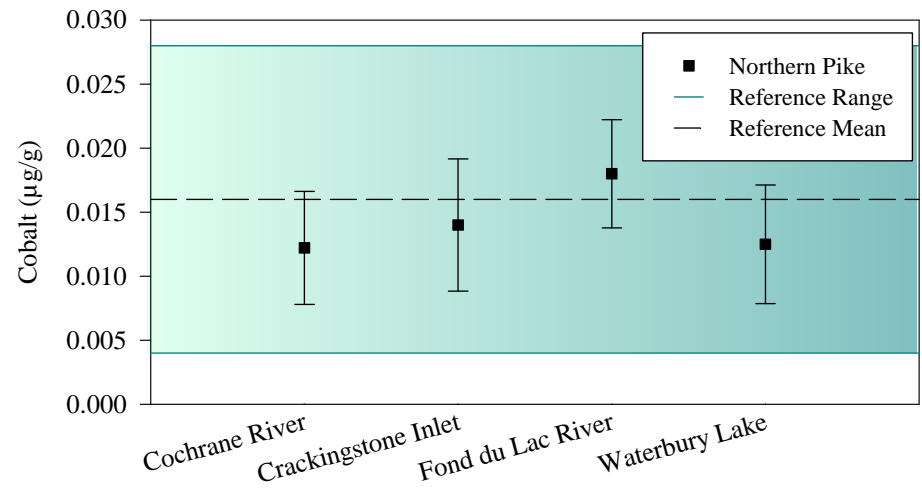 0.030
0.025
0.020
0.015
0.010
0.005
0.000
Cobalt (µg/g)
Northern Pike
Reference Range
Reference Mean
Cochrane River
Crackingstone Inlet
Fond du Lac River
Waterbury Lake